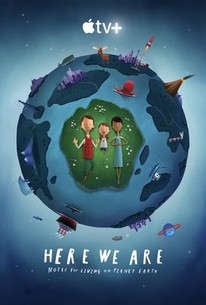 tv+
HERE WE ARE
NOTES FOR LIVING ON PLANET EARTH